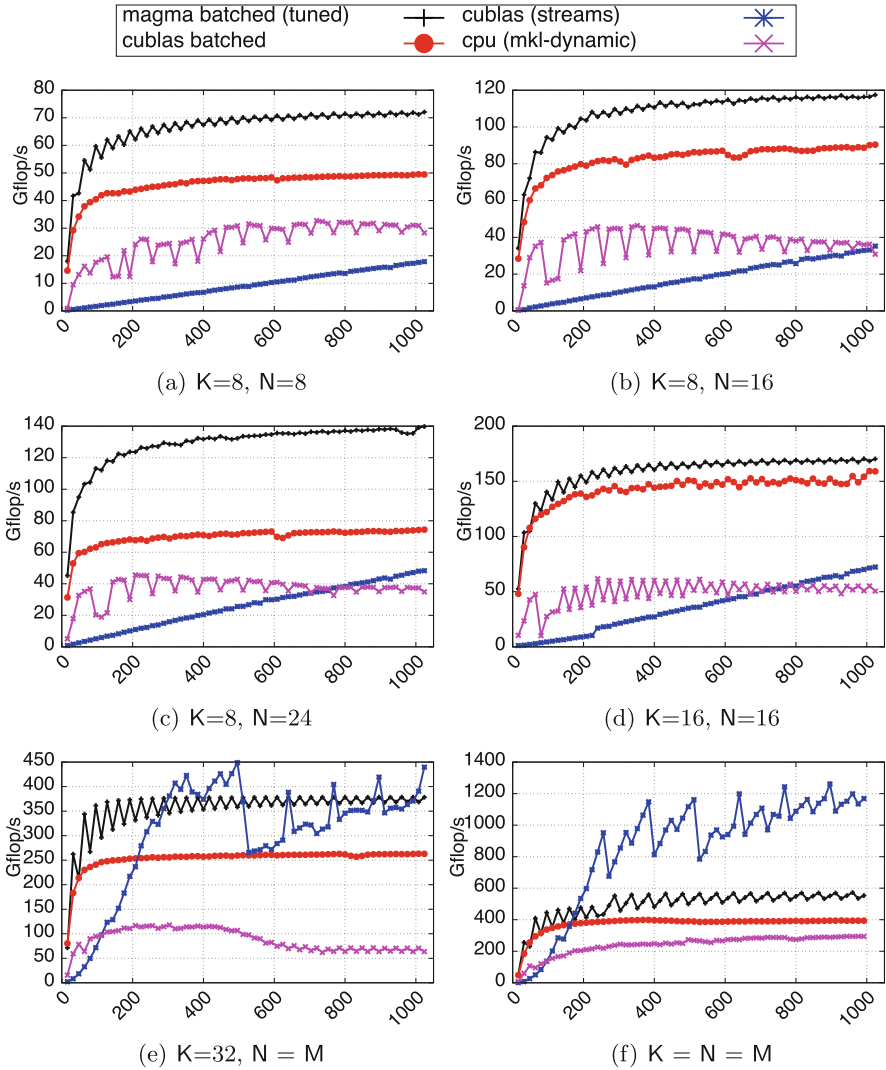 magma batched (tuned) cublas (streams)
cublas batched cpu (mkl-dynamic)
Gflop/s
80
70
60
50
40
30
20
10
0
0 200 400 600 800 1000
(a) K=8, N=8
120
100
80
60
40
20
0
0 200 400 600 800 1000
(b) K=8, N=16
Gflop/s
140
120
100
80
60
40
20
0
0 200 400 600 800 1000
(c) K=8, N=24
Gflop/s
200
150
100
50
0
0 200 400 600 800 1000
(d) K=16, N=16
Gflop/s
450
400
350
300
250
200
150
100
50
0
0 200 400 600 800 1000
(e) K=32, N = M
Gflop/s
1400
1200
1000
800
600
400
200
0
0 200 400 600 800 1000
(f) K = N = M